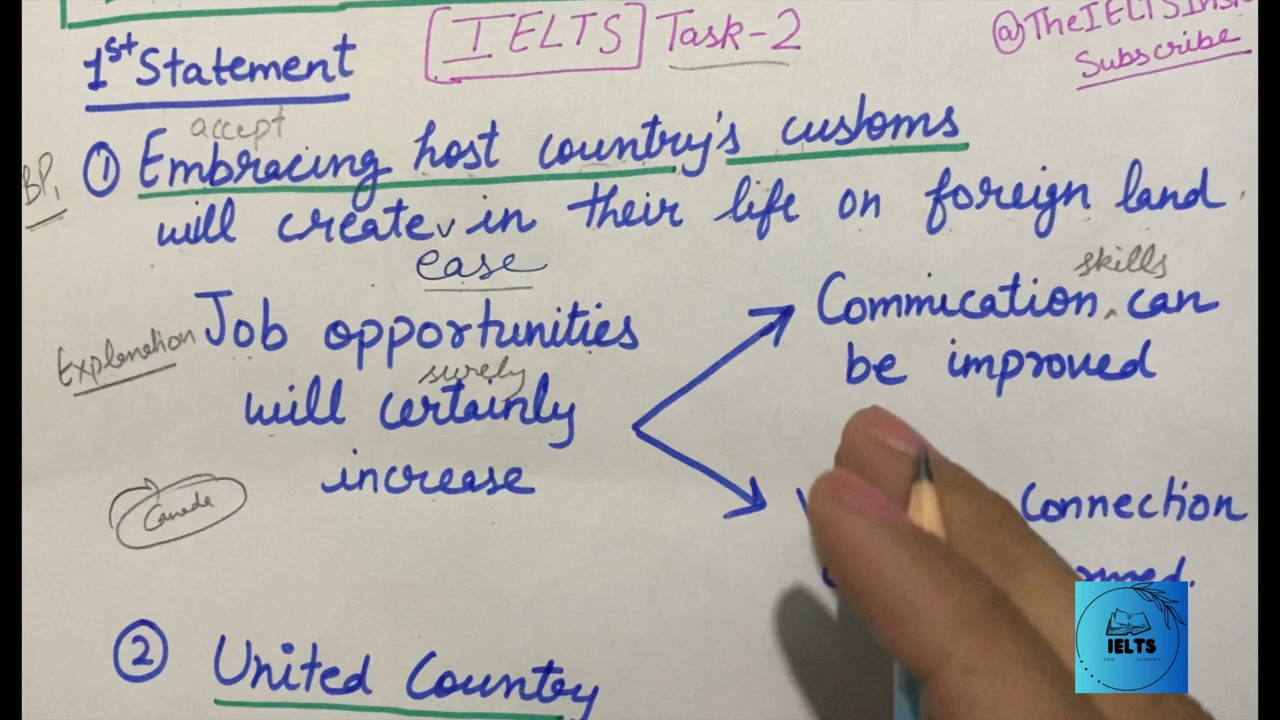 [IELTS] Task-2
@TheIELTSInsi
Subscribe
1st Statement
accept
BP1 ① Embracing host country's customs
will create in their life on foreign land.
ease
skills
Explanation Job opportunities
Commication can
be improved
surely
will certainly
increase
Canada
Connection
② United Country
IELTS